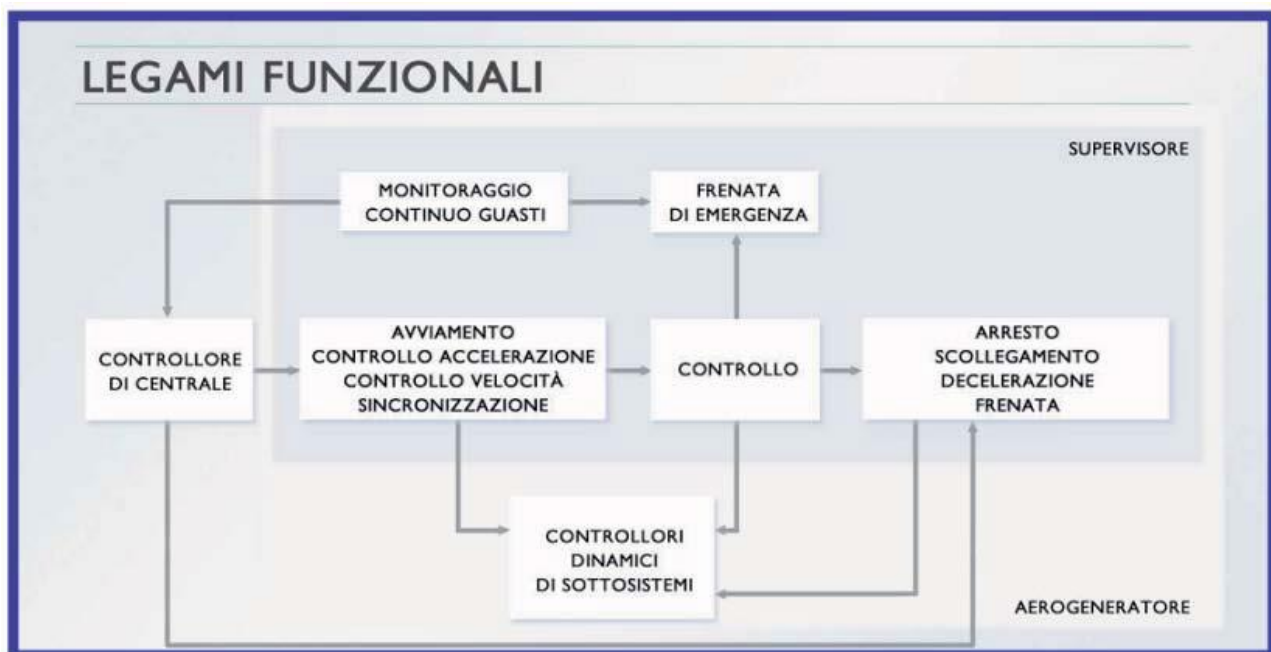 LEGAMI FUNZIONALI
SUPERVISORE
MONITORAGGIO
CONTINUO GUASTI
FRENATA
DI EMERGENZA
CONTROLLORE
DI CENTRALE
AVVIAMENTO
CONTROLLO ACCELERAZIONE
CONTROLLO VELOCITÀ
SINCRONIZZAZIONE
CONTROLLO
ARRESTO
SCOLLEGAMENTO
DECELERAZIONE
FRENATA
CONTROLLORI
DINAMICI
DI SOTTOSISTEMI
AEROGENERATORE